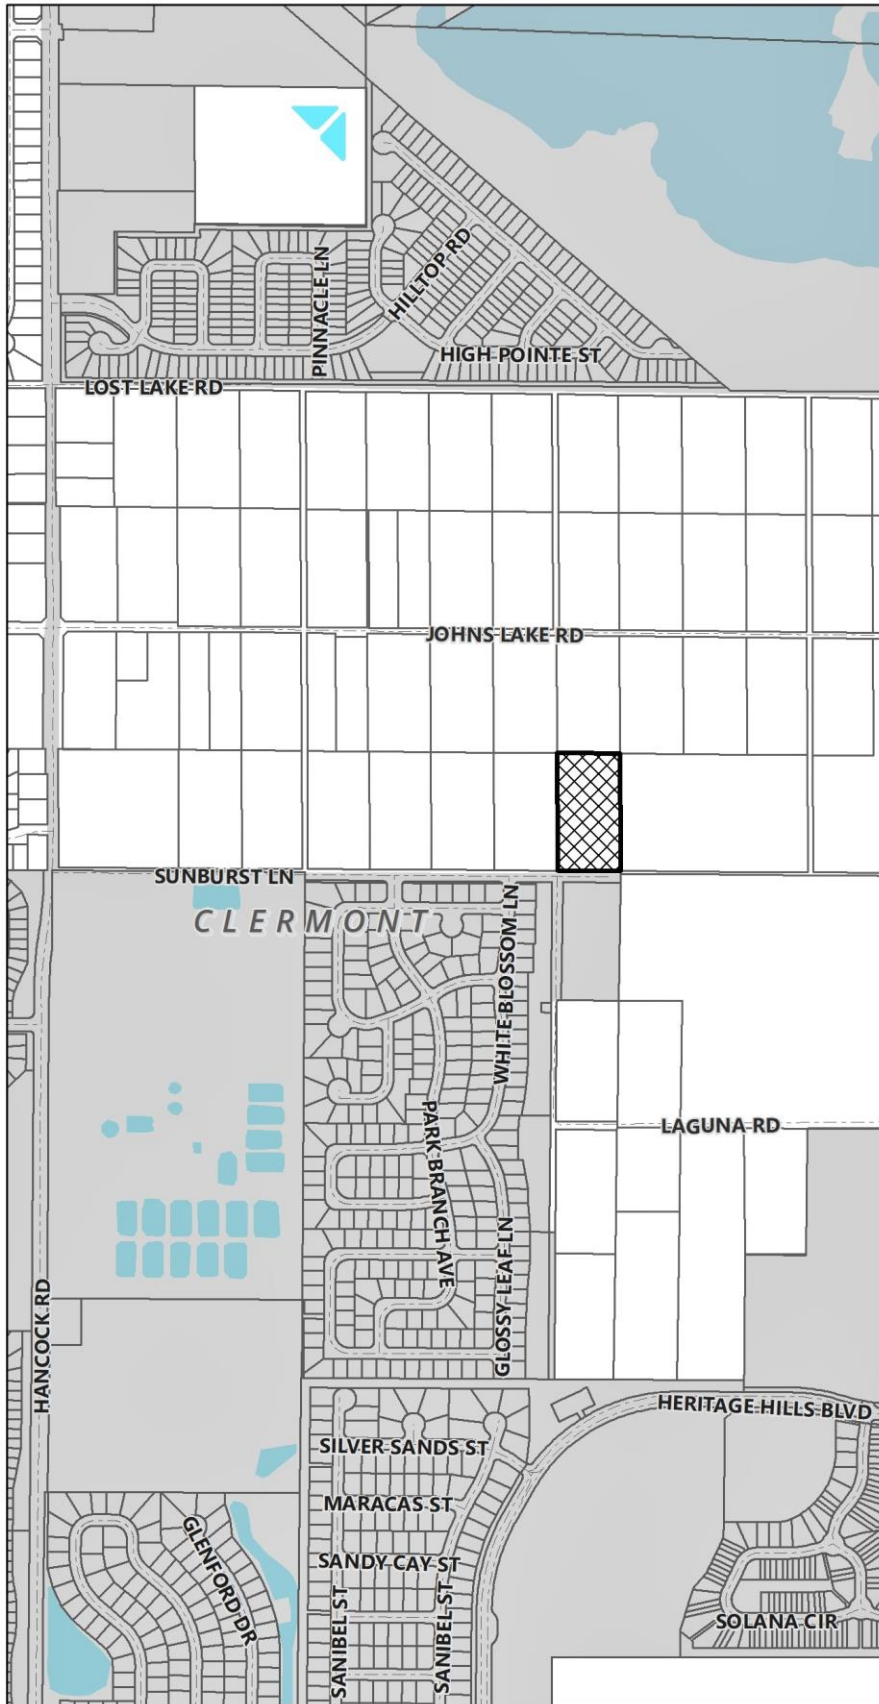 PINNACLE LN
HILLTOP RD
HIGH POINTE ST
LOST LAKE RD
JOHNS LAKE RD
SUNBURST LN
CLERMONT
WHITE BLOSSOM LN
PARK BRANCH AVE
LAGUNA RD
GLOSSY LEAF LN
HANCOCK RD
HERITAGE HILLS BLVD
SILVER SANDS ST
MARACAS ST
GLENFORD DR
SANDY CAY ST
SANIBEL ST
SANIBEL ST
SOLANA CIR